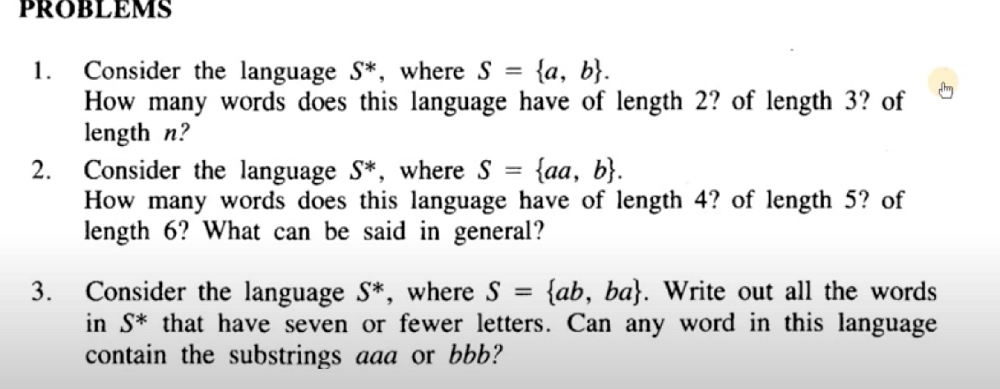 PROBLEMS
1. Consider the language S*, where S = {a, b}.
How many words does this language have of length 2? of length 3? of
length n?
2. Consider the language S*, where S = {aa, b}.
How many words does this language have of length 4? of length 5? of
length 6? What can be said in general?
3. Consider the language S*, where S = {ab, ba}. Write out all the words
in S* that have seven or fewer letters. Can any word in this language
contain the substrings aaa or bbb?